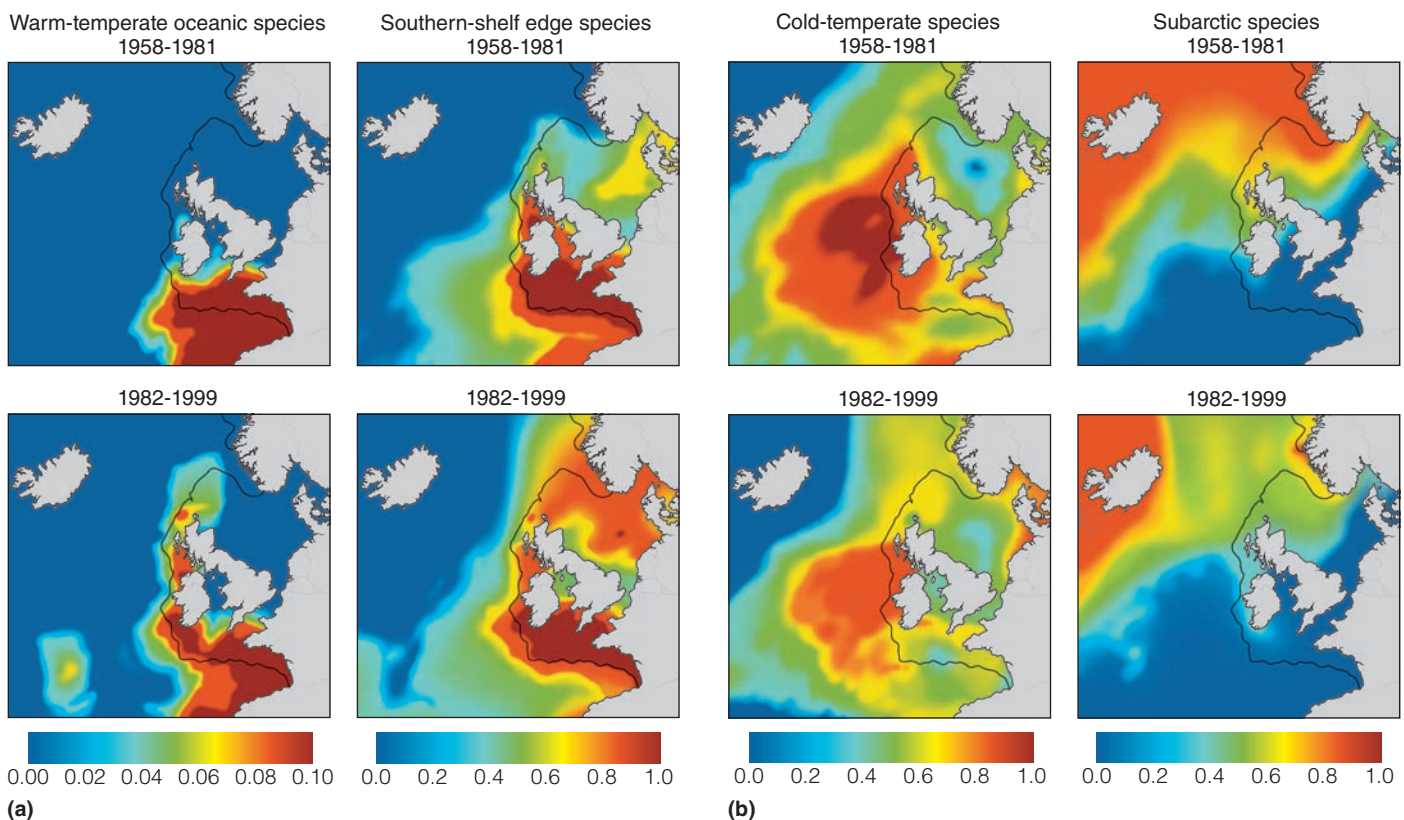 Warm-temperate oceanic species
1958-1981
Southern-shelf edge species
1958-1981
Cold-temperate species
1958-1981
Subarctic species
1958-1981
1982-1999
1982-1999
1982-1999
1982-1999
0.00 0.02 0.04 0.06 0.08 0.10
0.0 0.2 0.4 0.6 0.8 1.0
0.0 0.2 0.4 0.6 0.8 1.0
0.0 0.2 0.4 0.6 0.8 1.0
(a)
(b)